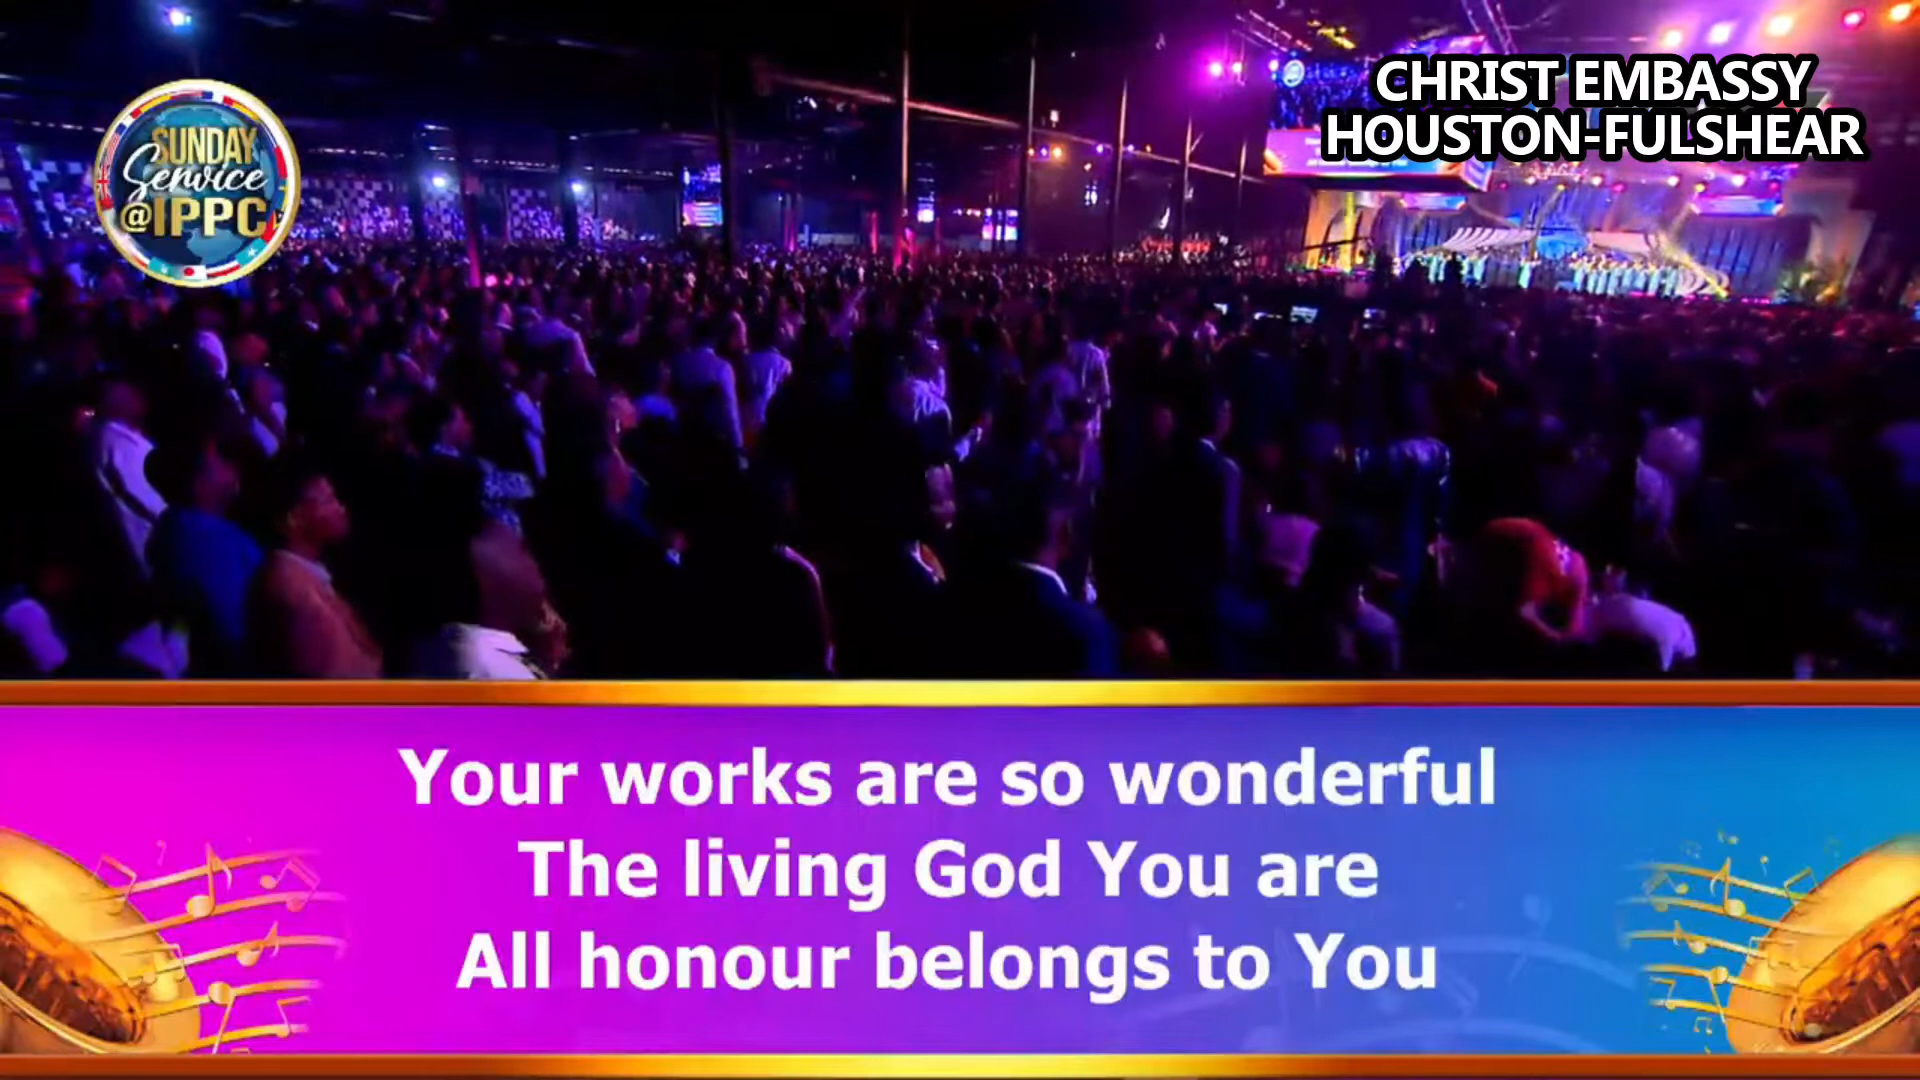 SUNDAY
Service
@IPPC
CHRIST EMBASSY
HOUSTON-FULSHEAR
Your works are so wonderful
The living God You are
All honour belongs to You